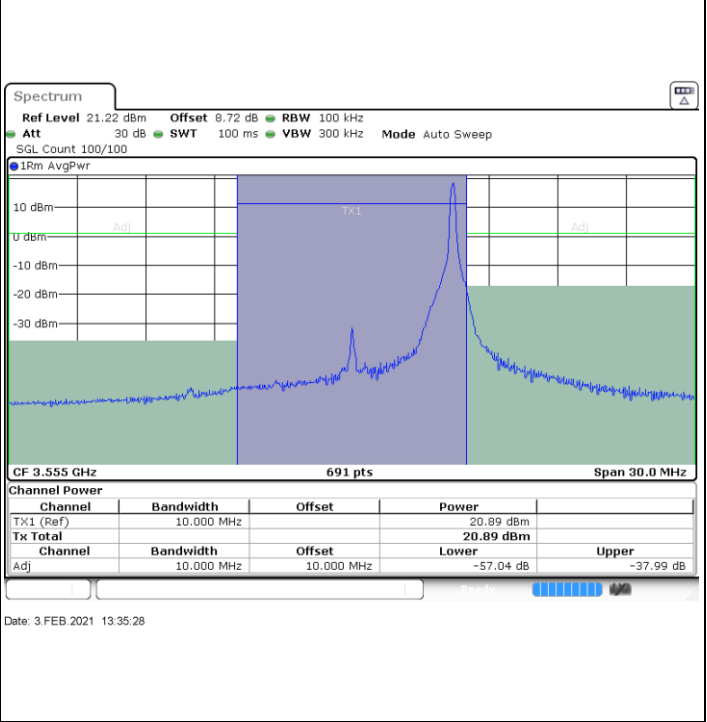 Spectrum
Ref Level 21.22 dBm Offset 8.72 dB RBW 100 kHz
Att 30 dB SWT 100 ms VBW 300 kHz Mode Auto Sweep
SGL Count 100/100
1Rm AvgPwr
10 dBm
TX1
Adj Adj
0 dBm
-10 dBm
-20 dBm
-30 dBm
CF 3.555 GHz 691 pts Span 30.0 MHz
Channel Power
Channel Bandwidth Offset Power
TX1 (Ref) 10.000 MHz 20.89 dBm
Tx Total 20.89 dBm
Channel Bandwidth Offset Lower Upper
Adj 10.000 MHz 10.000 MHz -57.04 dB -37.99 dB
Ready
Date: 3.FEB.2021 13:35:28